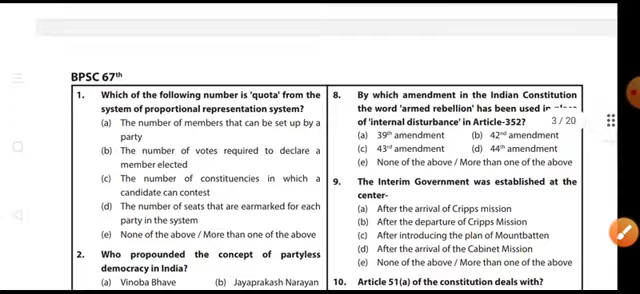 BPSC 67th
1. Which of the following number is 'quota' from the
system of proportional representation system?
(a) The number of members that can be set up by a
party
(b) The number of votes required to declare a
member elected
(c) The number of constituencies in which a
candidate can contest
(d) The number of seats that are earmarked for each
party in the system
(e) None of the above / More than one of the above
2. Who propounded the concept of partyless
democracy in India?
(a) Vinoba Bhave (b) Jayaprakash Narayan
8. By which amendment in the Indian Constitution
the word 'armed rebellion' has been used in
of 'internal disturbance' in Article-352?
3 / 20
(a) 39th amendment (b) 42nd amendment
(c) 43rd amendment (d) 44th amendment
(e) None of the above / More than one of the above
9. The Interim Government was established at the
center-
(a) After the arrival of Cripps mission
(b) After the departure of Cripps Mission
(c) After introducing the plan of Mountbatten
(d) After the arrival of the Cabinet Mission
(e) None of the above / More than one of the above
10. Article 51(a) of the constitution deals with?